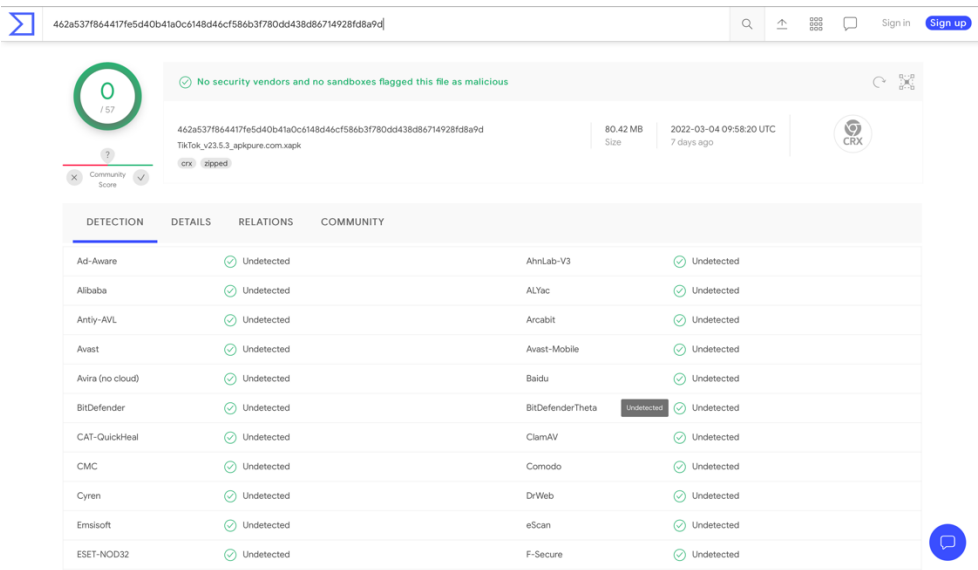 462a537f864417fe5d40b41a0c6148d46cf586b3f780dd438d86714928fd8a9d
Sign in
Sign up
0
/ 57
No security vendors and no sandboxes flagged this file as malicious
462a537f864417fe5d40b41a0c6148d46cf586b3f780dd438d86714928fd8a9d
TikTok_v23.5.3_apkpure.com.xapk
crx zipped
80.42 MB
Size
2022-03-04 09:58:20 UTC
7 days ago
CRX
?
Community
Score
DETECTION DETAILS RELATIONS COMMUNITY
Ad-Aware Undetected AhnLab-V3 Undetected
Alibaba Undetected ALYac Undetected
Antiy-AVL Undetected Arcabit Undetected
Avast Undetected Avast-Mobile Undetected
Avira (no cloud) Undetected Baidu Undetected
BitDefender Undetected BitDefenderTheta Undetected Undetected
CAT-QuickHeal Undetected ClamAV Undetected
CMC Undetected Comodo Undetected
Cyren Undetected DrWeb Undetected
Emsisoft Undetected eScan Undetected
ESET-NOD32 Undetected F-Secure Undetected